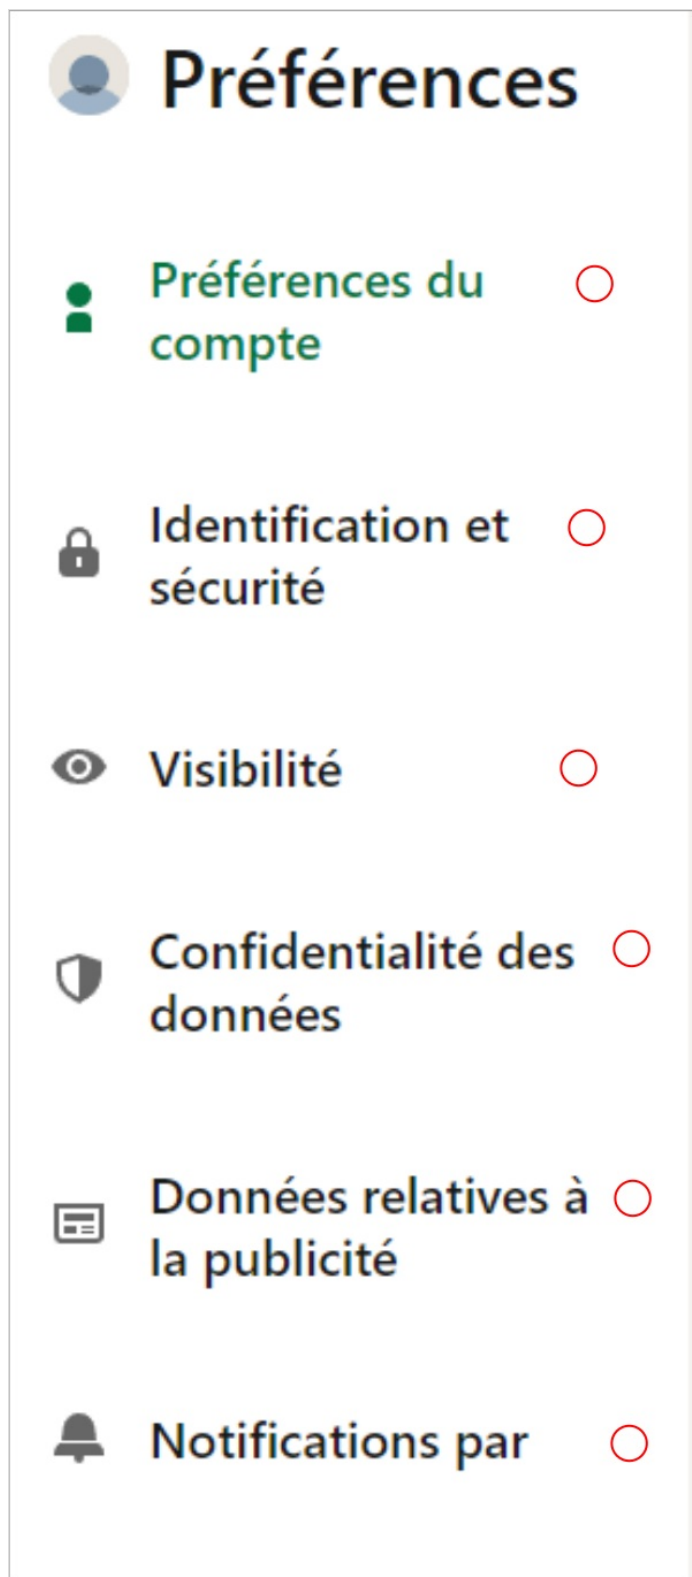 Préférences
Préférences du
compte
Identification et
sécurité
Visibilité
Confidentialité des
données
Données relatives à
la publicité
Notifications par